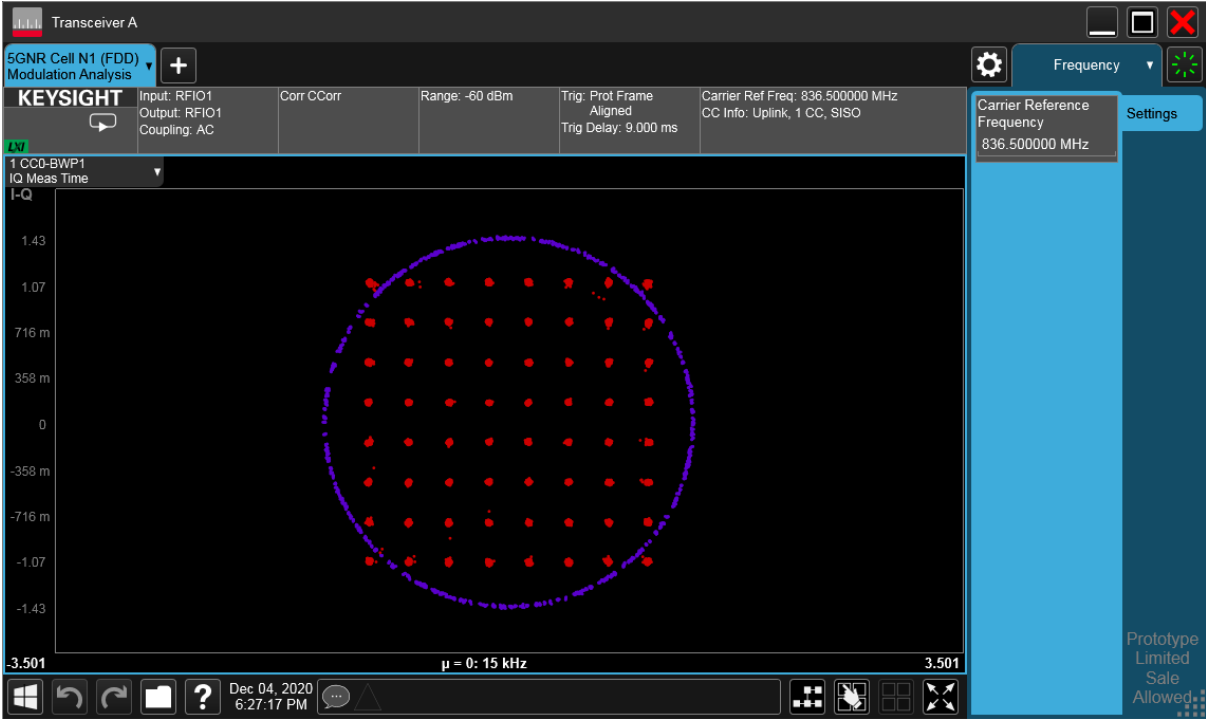 Transceiver A
5GNR Cell N1 (FDD)
Modulation Analysis
Frequency
KEYSIGHT
LXI
Input: RFIO1
Output: RFIO1
Coupling: AC
Corr CCorr
Range: -60 dBm
Trig: Prot Frame
Aligned
Trig Delay: 9.000 ms
Carrier Ref Freq: 836.500000 MHz
CC Info: Uplink, 1 CC, SISO
Carrier Reference
Frequency
836.500000 MHz
Settings
1 CC0-BWP1
IQ Meas Time
I-Q
1.43
1.07
716 m
358 m
0
-358 m
-716 m
-1.07
-1.43
-3.501
µ = 0: 15 kHz
3.501
Prototype
Limited
Sale
Allowed
?
Dec 04, 2020
6:27:17 PM